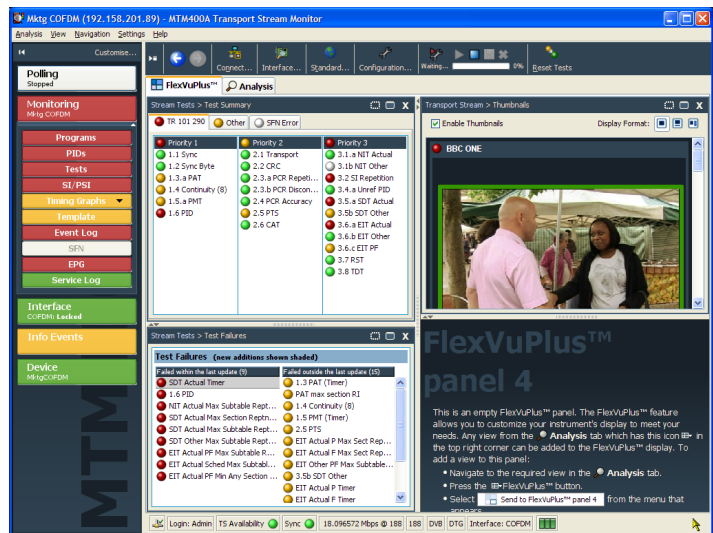 Mktg COFDM (192.158.201.89) - MTM400A Transport Stream Monitor
Analysis View Navigation Settings Help
Customise...
Polling
Stopped
Monitoring
Mktg COFDM
Programs
PIDs
Tests
SI/PSI
Timing Graphs
Template
Event Log
SFN
EPG
Service Log
Interface
COFDM: Locked
Info Events
Device
MktgCOFDM
MTM
Connect... Interface... Standard... Configuration... Waiting... 0% Reset Tests
FlexVuPlus™ Analysis
Stream Tests > Test Summary
TR 101 290 Other SFN Error
Priority 1
1.1 Sync
1.2 Sync Byte
1.3.a PAT
1.4 Continuity (8)
1.5.a PMT
1.6 PID
Priority 2
2.1 Transport
2.2 CRC
2.3.a PCR Repeti...
2.3.b PCR Discon...
2.4 PCR Accuracy
2.5 PTS
2.6 CAT
Priority 3
3.1.a NIT Actual
3.1.b NIT Other
3.2 SI Repetition
3.4.a Unref PID
3.5.a SDT Actual
3.5b SDT Other
3.6.a EIT Actual
3.6.b EIT Other
3.6.c EIT PF
3.7 RST
3.8 TDT
Transport Stream > Thumbnails
Enable Thumbnails Display Format:
BBC ONE
Stream Tests > Test Failures
Test Failures (new additions shown shaded)
Failed within the last update (9)
SDT Actual Timer
1.6 PID
NIT Actual Max Subtable Rept...
SDT Actual Max Section Reptn...
SDT Actual Max Subtable Rept...
SDT Other Max Subtable Rept...
EIT Actual PF Max Subtable R...
EIT Actual Sched Max Subtabl...
EIT Actual PF Min Any Section ...
Failed outside the last update (15)
1.3 PAT (Timer)
PAT max section RI
1.4 Continuity (8)
1.5 PMT (Timer)
2.5 PTS
EIT Actual P Max Sect Rep...
EIT Actual F Max Sect Rep...
EIT Other PF Max Subtable...
3.5b SDT Other
EIT Actual P Timer
EIT Actual F Timer
FlexVuPlus™
panel 4
This is an empty FlexVuPlus™ panel. The FlexVuPlus™ feature
allows you to customize your instrument's display to meet your
needs. Any view from the Analysis tab which has this icon in
the top right corner can be added to the FlexVuPlus™ display. To
add a view to this panel:
• Navigate to the required view in the Analysis tab.
• Press the FlexVuPlus™ button.
• Select Send to FlexVuPlus™ panel 4 from the menu that
appears
Login: Admin TS Availability Sync 18.096572 Mbps @ 188 188 DVB DTG Interface: COFDM